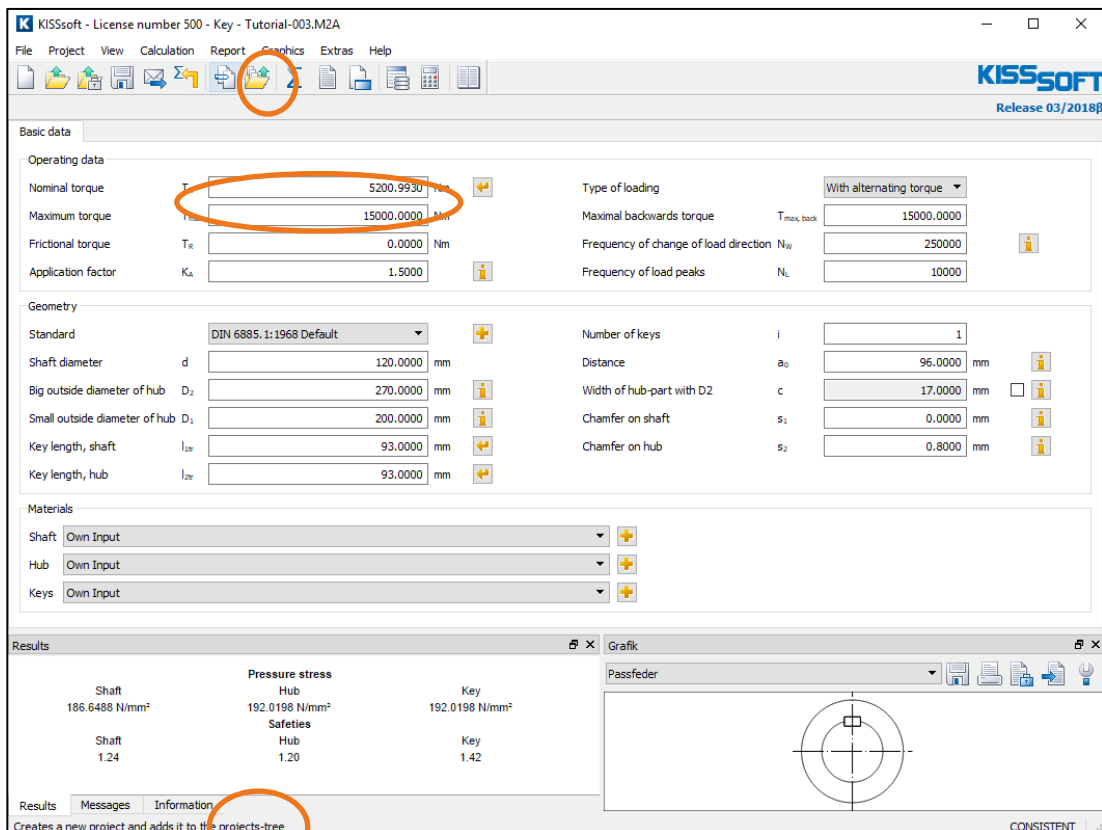 KISSsoft - License number 500 - Key - Tutorial-003.M2A
File Project View Calculation Report Graphics Extras Help
KISSSOFT
Release 03/2018β
Basic data
Operating data
Nominal torque 5200.9930 Nm Type of loading With alternating torque
Maximum torque 15000.0000 Nm Maximal backwards torque Tmax, back 15000.0000
Frictional torque TR 0.0000 Nm Frequency of change of load direction NW 250000
Application factor KA 1.5000 Frequency of load peaks NL 10000
Geometry
Standard DIN 6885.1:1968 Default Number of keys i 1
Shaft diameter d 120.0000 mm Distance a0 96.0000 mm
Big outside diameter of hub D2 270.0000 mm Width of hub-part with D2 c 17.0000 mm
Small outside diameter of hub D1 200.0000 mm Chamfer on shaft s1 0.0000 mm
Key length, shaft l1tr 93.0000 mm Chamfer on hub s2 0.8000 mm
Key length, hub l2tr 93.0000 mm
Materials
Shaft Own Input
Hub Own Input
Keys Own Input
Results
Pressure stress
Shaft Hub Key
186.6488 N/mm² 192.0198 N/mm² 192.0198 N/mm²
Safeties
Shaft Hub Key
1.24 1.20 1.42
Results Messages Information
Grafik
Passfeder
Creates a new project and adds it to the projects-tree CONSISTENT